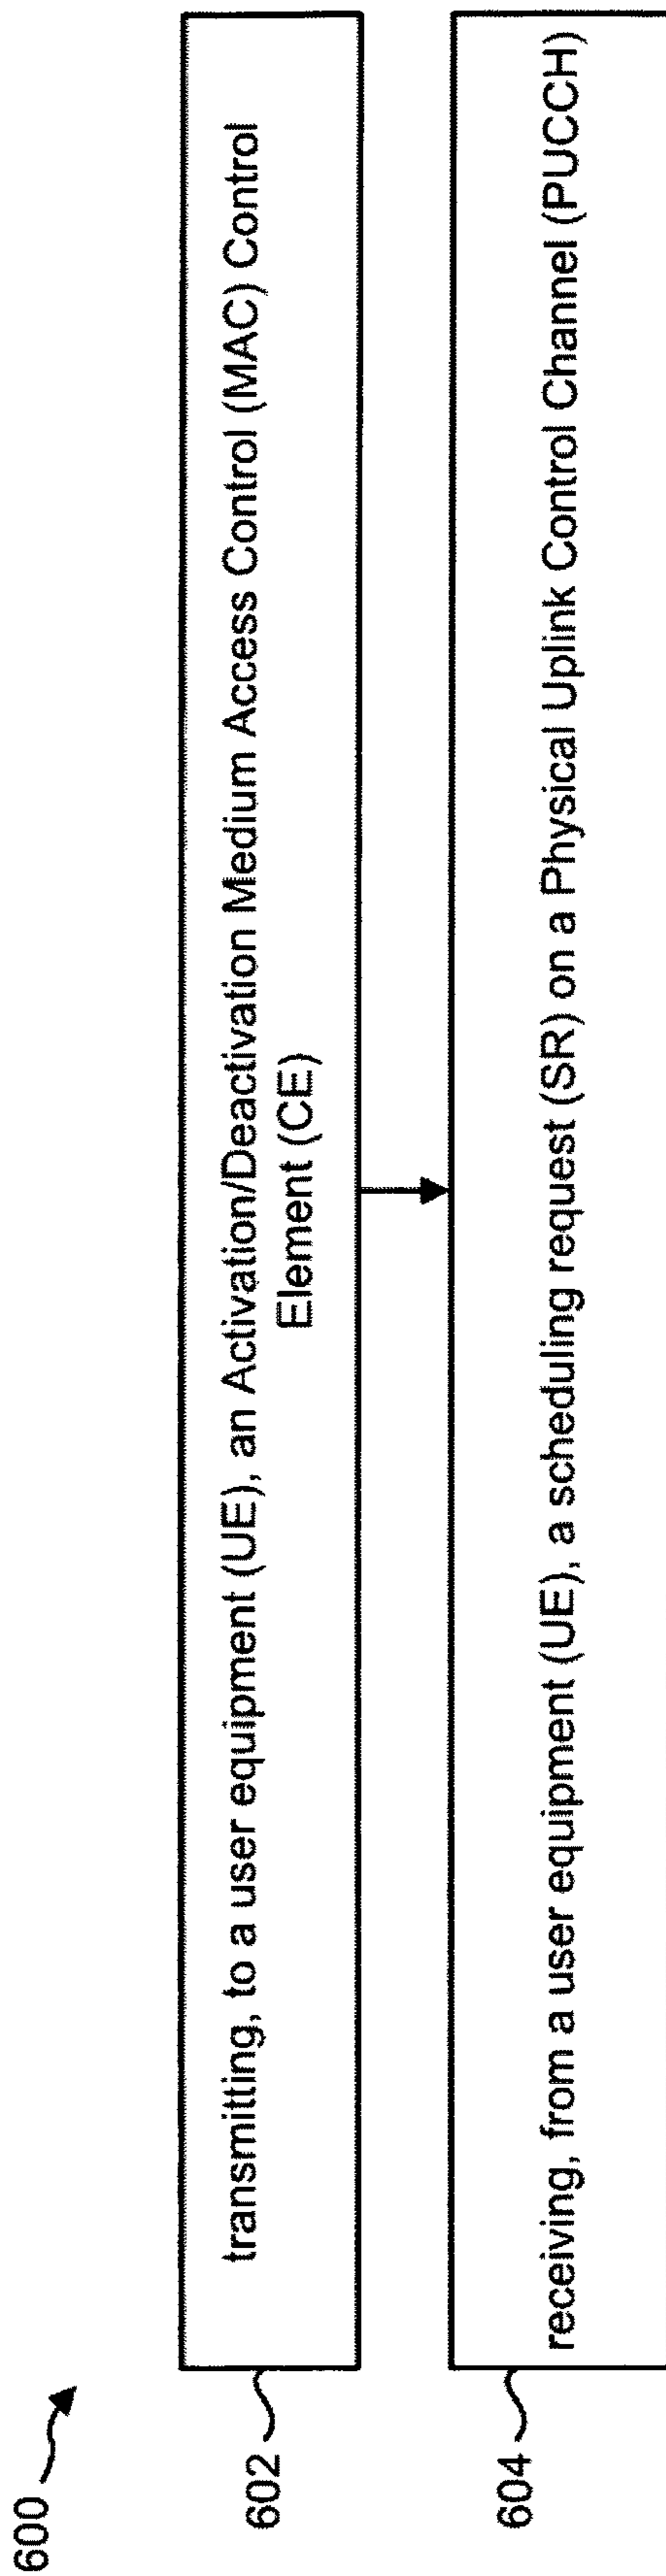 600
602
transmitting, to a user equipment (UE), an Activation/Deactivation Medium Access Control (MAC) Control
Element (CE)
604
receiving, from a user equipment (UE), a scheduling request (SR) on a Physical Uplink Control Channel (PUCCH)